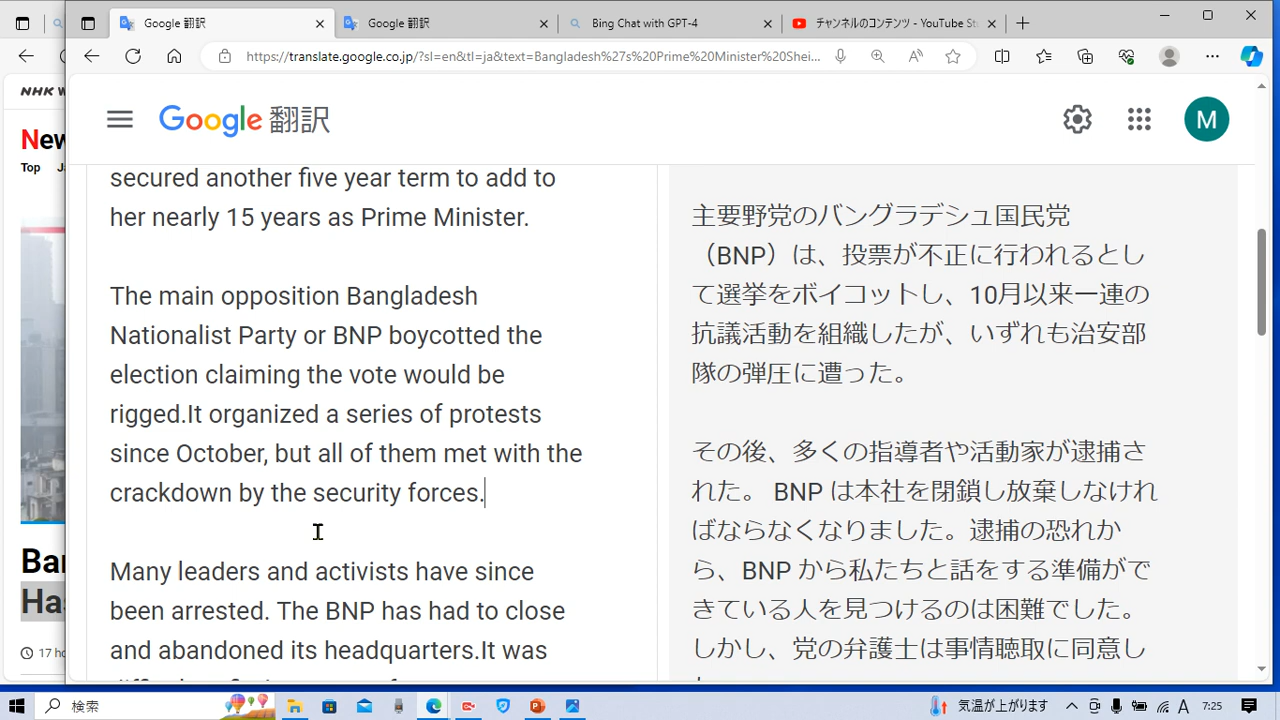 Google 翻訳
Google 翻訳
Bing Chat with GPT-4
チャンネルのコンテンツ - YouTube St
https://translate.google.co.jp/?sl=en&tl=ja&text=Bangladesh%27s%20Prime%20Minister%20Shei...
NHK W
New
Top
Ja
Google 翻訳
M
secured another five year term to add to
her nearly 15 years as Prime Minister.
The main opposition Bangladesh
Nationalist Party or BNP boycotted the
election claiming the vote would be
rigged.It organized a series of protests
since October, but all of them met with the
crackdown by the security forces.
Many leaders and activists have since
been arrested. The BNP has had to close
and abandoned its headquarters.It was
主要野党のバングラデシュ国民党
（BNP）は、投票が不正に行われるとし
て選挙をボイコットし、10月以来一連の
抗議活動を組織したが、いずれも治安部
隊の弾圧に遭った。
その後、多くの指導者や活動家が逮捕さ
れた。 BNP は本社を閉鎖し放棄しなけれ
ばならなくなりました。逮捕の恐れか
ら、BNP から私たちと話をする準備がで
きている人を見つけるのは困難でした。
しかし、党の弁護士は事情聴取に同意し
Ban
Has
17 ho
検索
気温が上がります
A
7:25